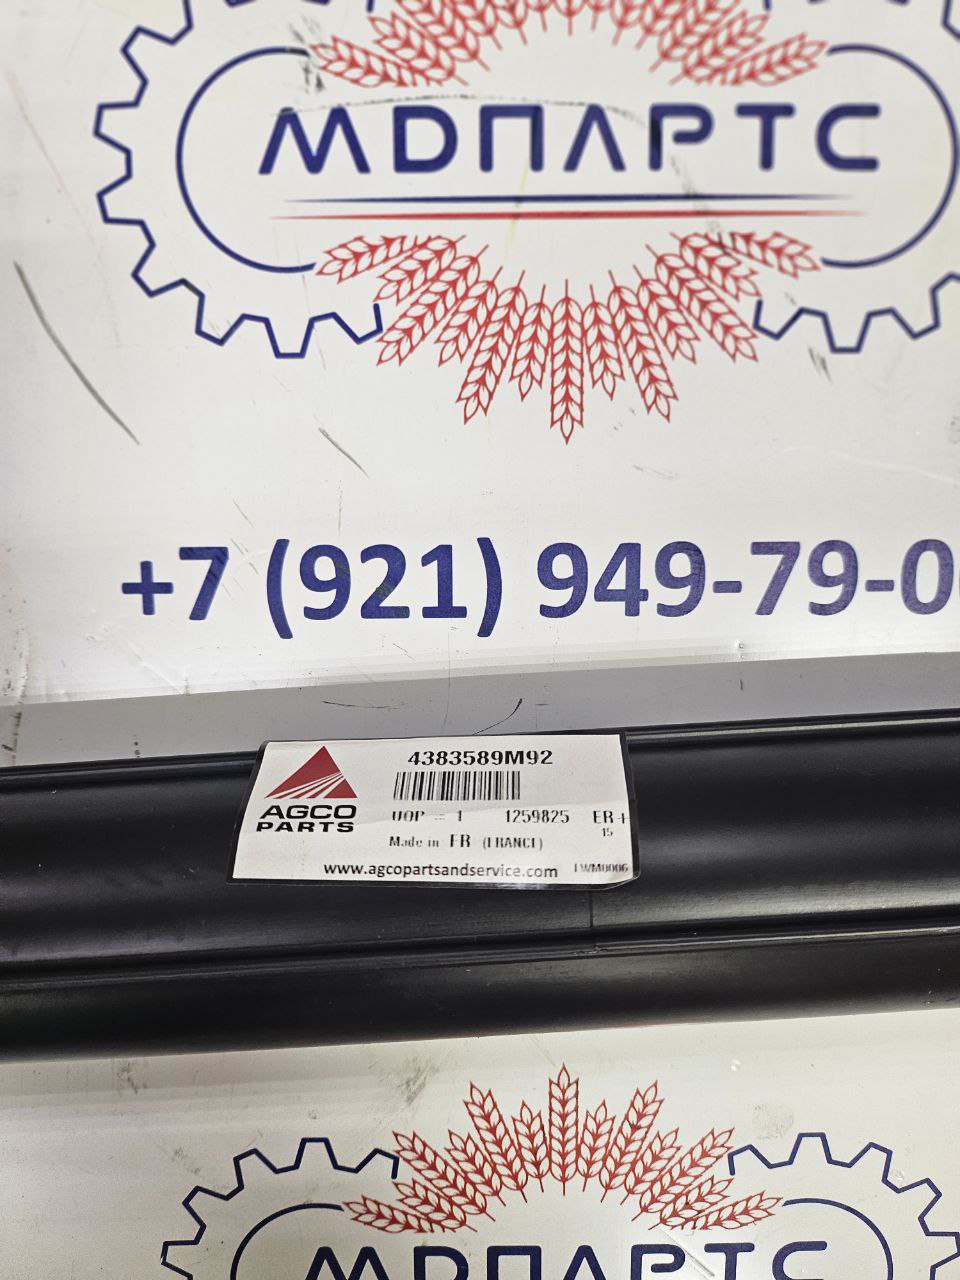 МДПАРТС
+7 (921) 949-79-0
4383589M92
AGCO
PARTS
UOP = 1 1259825 ER+
15
Made in FR (FRANCE)
www.agcopartsandservice.com
МДПАРТС